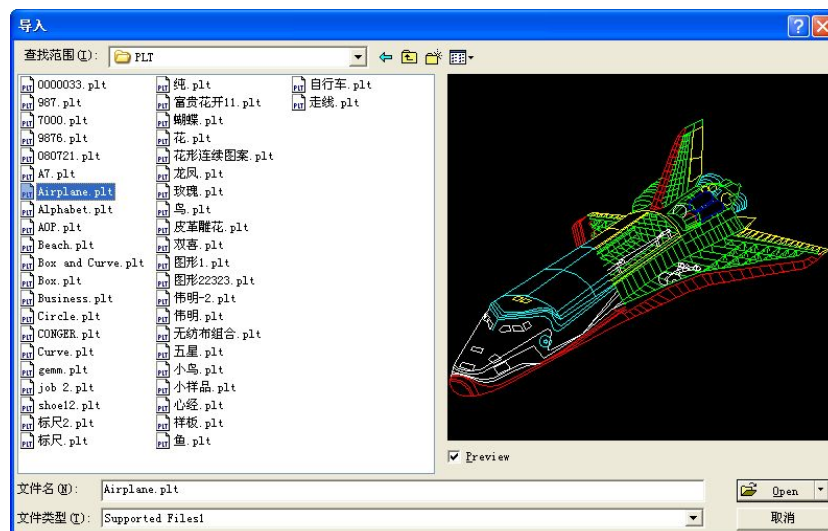 导入
查找范围(I):
PLT
0000033.plt
987.plt
7000.plt
9876.plt
080721.plt
A7.plt
Airplane.plt
Alphabet.plt
AOP.plt
Beach.plt
Box and Curve.plt
Box.plt
Business.plt
Circle.plt
CONGER.plt
Curve.plt
gemm.plt
job 2.plt
shoe12.plt
标尺2.plt
标尺.plt
纯.plt
富贵花开11.plt
蝴蝶.plt
花.plt
花形连续图案.plt
龙凤.plt
玫瑰.plt
鸟.plt
皮革雕花.plt
双喜.plt
图形1.plt
图形22323.plt
伟明-2.plt
伟明.plt
无纺布组合.plt
五星.plt
小鸟.plt
小样品.plt
心经.plt
样板.plt
鱼.plt
自行车.plt
走线.plt
Preview
文件名(N):
Airplane.plt
Open
文件类型(T):
Supported Files1
取消